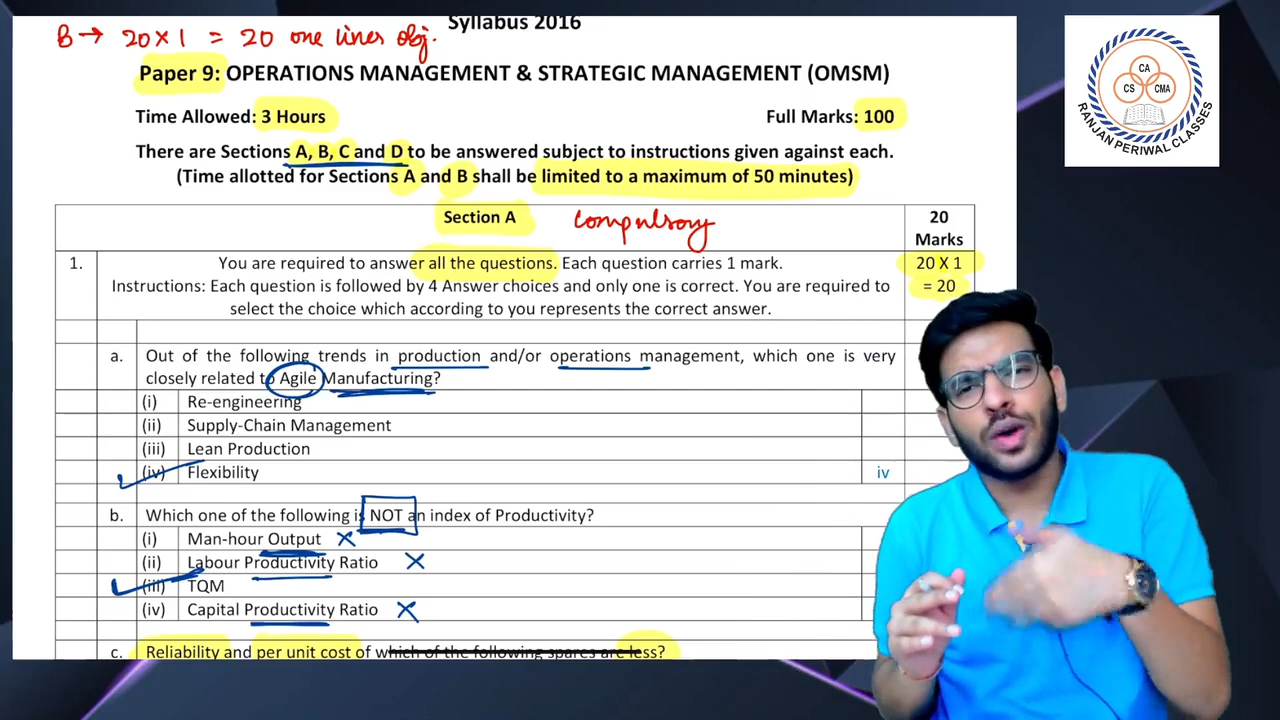 Syllabus 2016
B → 20 × 1 = 20 one liners obj.
Paper 9: OPERATIONS MANAGEMENT & STRATEGIC MANAGEMENT (OMSM)
Time Allowed: 3 Hours Full Marks: 100
There are Sections A, B, C and D to be answered subject to instructions given against each.
(Time allotted for Sections A and B shall be limited to a maximum of 50 minutes)
Section A compulsory 20
Marks
1. You are required to answer all the questions. Each question carries 1 mark. 20 X 1
Instructions: Each question is followed by 4 Answer choices and only one is correct. You are required to = 20
select the choice which according to you represents the correct answer.
a. Out of the following trends in production and/or operations management, which one is very
closely related to Agile Manufacturing?
(i) Re-engineering
(ii) Supply-Chain Management
(iii) Lean Production
(iv) Flexibility iv
b. Which one of the following is NOT an index of Productivity?
(i) Man-hour Output ×
(ii) Labour Productivity Ratio ×
(iii) TQM
(iv) Capital Productivity Ratio ×
c. Reliability and per unit cost of which of the following spares are less?
CA
CS CMA
RANJAN PERIWAL CLASSES